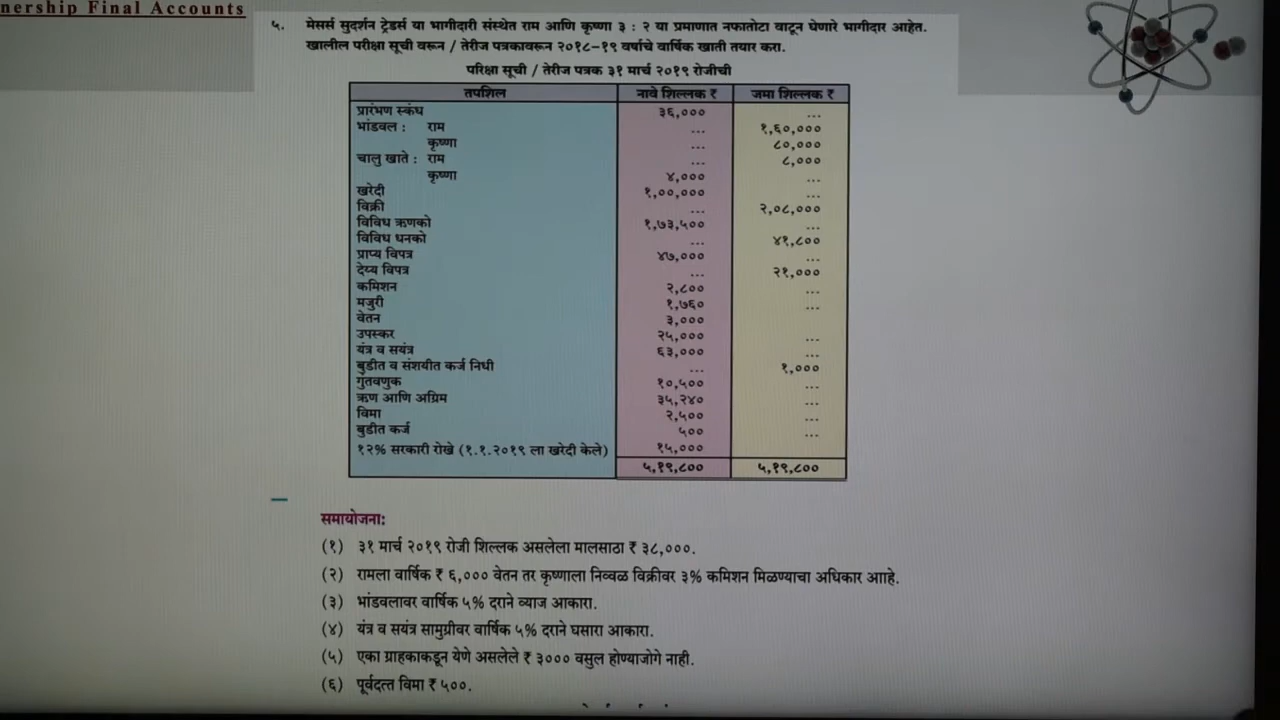 nership Final Accounts
५. मेसर्स सुदर्शन ट्रेडर्स या भागीदारी संस्थेत राम आणि कृष्णा ३ : २ या प्रमाणात नफातोटा वाटून घेणारे भागीदार आहेत.
खालील परीक्षा सूची वरून / तेरीज पत्रकावरून २०१८-१९ वर्षाचे वार्षिक खाती तयार करा.
परिक्षा सूची / तेरीज पत्रक ३१ मार्च २०१९ रोजीची
तपशिल नावे शिल्लक ₹ जमा शिल्लक ₹
प्रारंभण स्कंध ३६,००० ...
भांडवल : राम ... १,६०,०००
कृष्णा ... ८०,०००
चालु खाते : राम ... ८,०००
कृष्णा ४,००० ...
खरेदी १,००,००० ...
विक्री ... २,०८,०००
विविध ऋणको १,७३,५०० ...
विविध धनको ... ४१,८००
प्राप्य विपत्र ४७,००० ...
देय्य विपत्र ... २१,०००
कमिशन २,८०० ...
मजुरी १,७६० ...
वेतन ३,०००
उपस्कर २५,००० ...
यंत्र व सयंत्र ६३,००० ...
बुडीत व संशयीत कर्ज निधी ... १,०००
गुंतवणुक १०,५०० ...
ऋण आणि अग्रिम ३५,२४० ...
विमा २,५०० ...
बुडीत कर्ज ५०० ...
१२% सरकारी रोखे (१.१.२०१९ ला खरेदी केले) १५,०००
५,१९,८०० ५,१९,८००
समायोजना:
(१) ३१ मार्च २०१९ रोजी शिल्लक असलेला मालसाठा ₹ ३८,०००.
(२) रामला वार्षिक ₹ ६,००० वेतन तर कृष्णाला निव्वळ विक्रीवर ३% कमिशन मिळण्याचा अधिकार आाहे.
(३) भांडवलावर वार्षिक ५% दराने व्याज आकारा.
(४) यंत्र व सयंत्र सामुग्रीवर वार्षिक ५% दराने घसारा आकारा.
(५) एका ग्राहकाकडून येणे असलेले ₹ ३००० वसुल होण्याजोगे नाही.
(६) पूर्वदत्त विमा ₹ ५००.